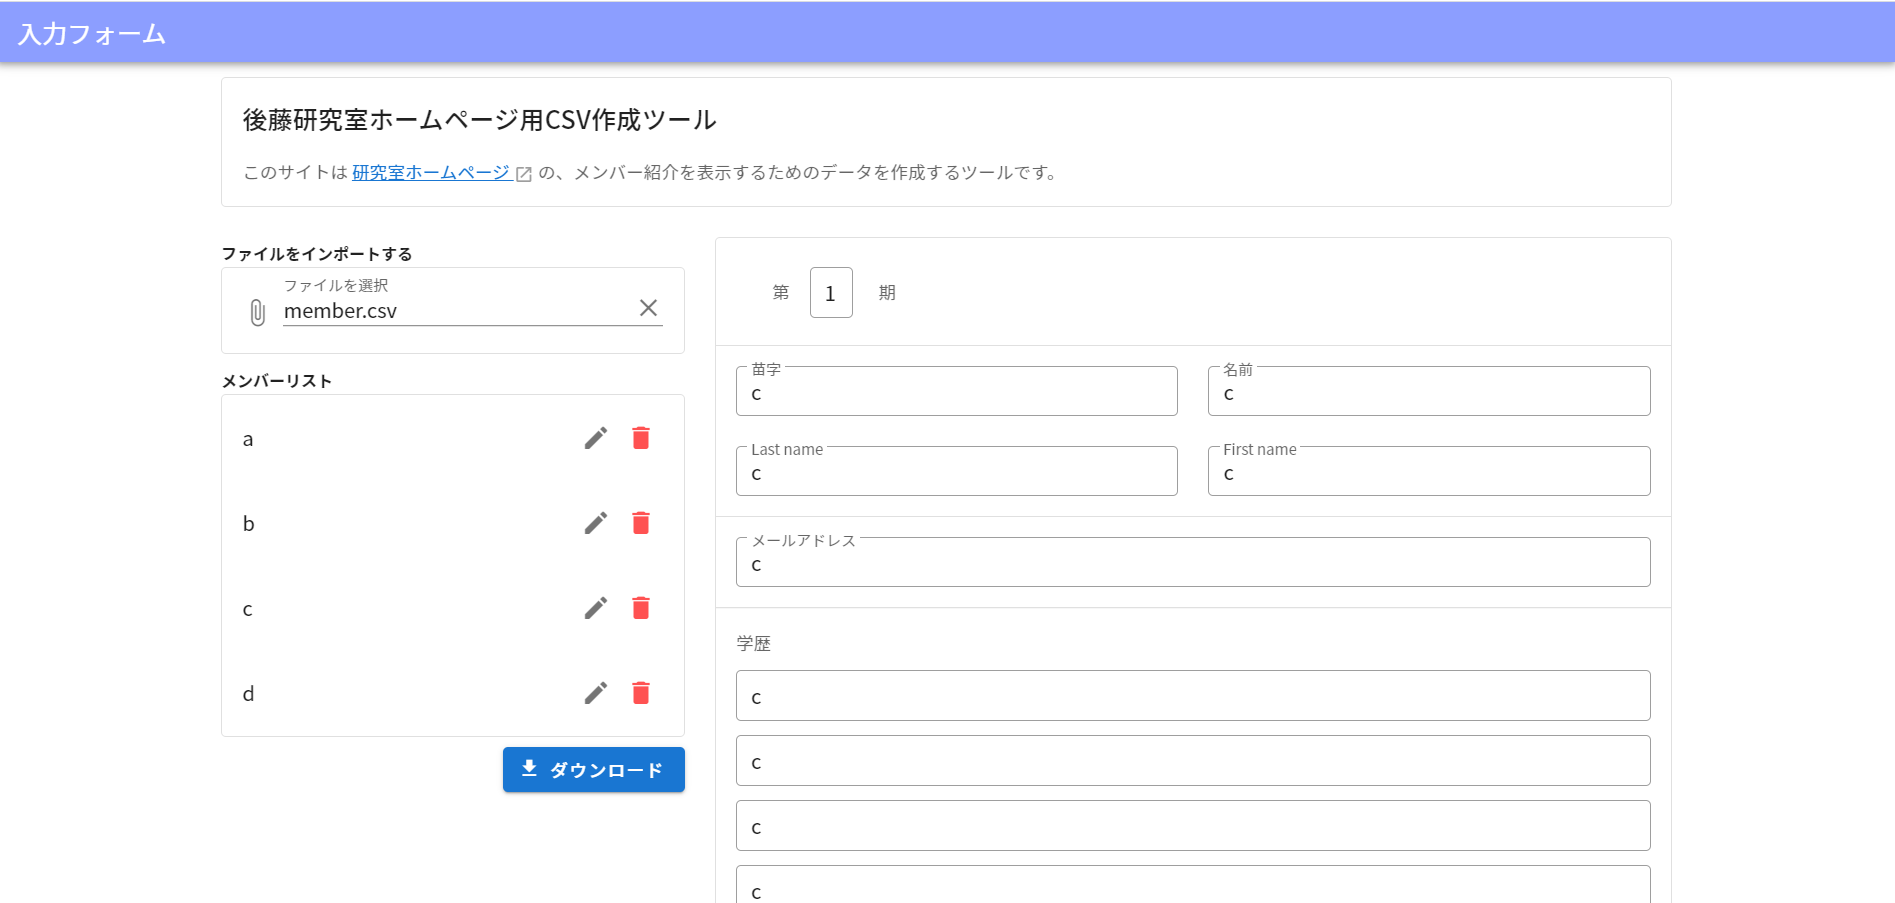 入力フォーム
後藤研究室ホームページ用CSV作成ツール
このサイトは 研究室ホームページ の、メンバー紹介を表示するためのデータを作成するツールです。
ファイルをインポートする
ファイルを選択
member.csv
メンバーリスト
a
b
c
d
ダウンロード
第 1 期
苗字
c
名前
c
Last name
c
First name
c
メールアドレス
c
学歴
c
c
c
c